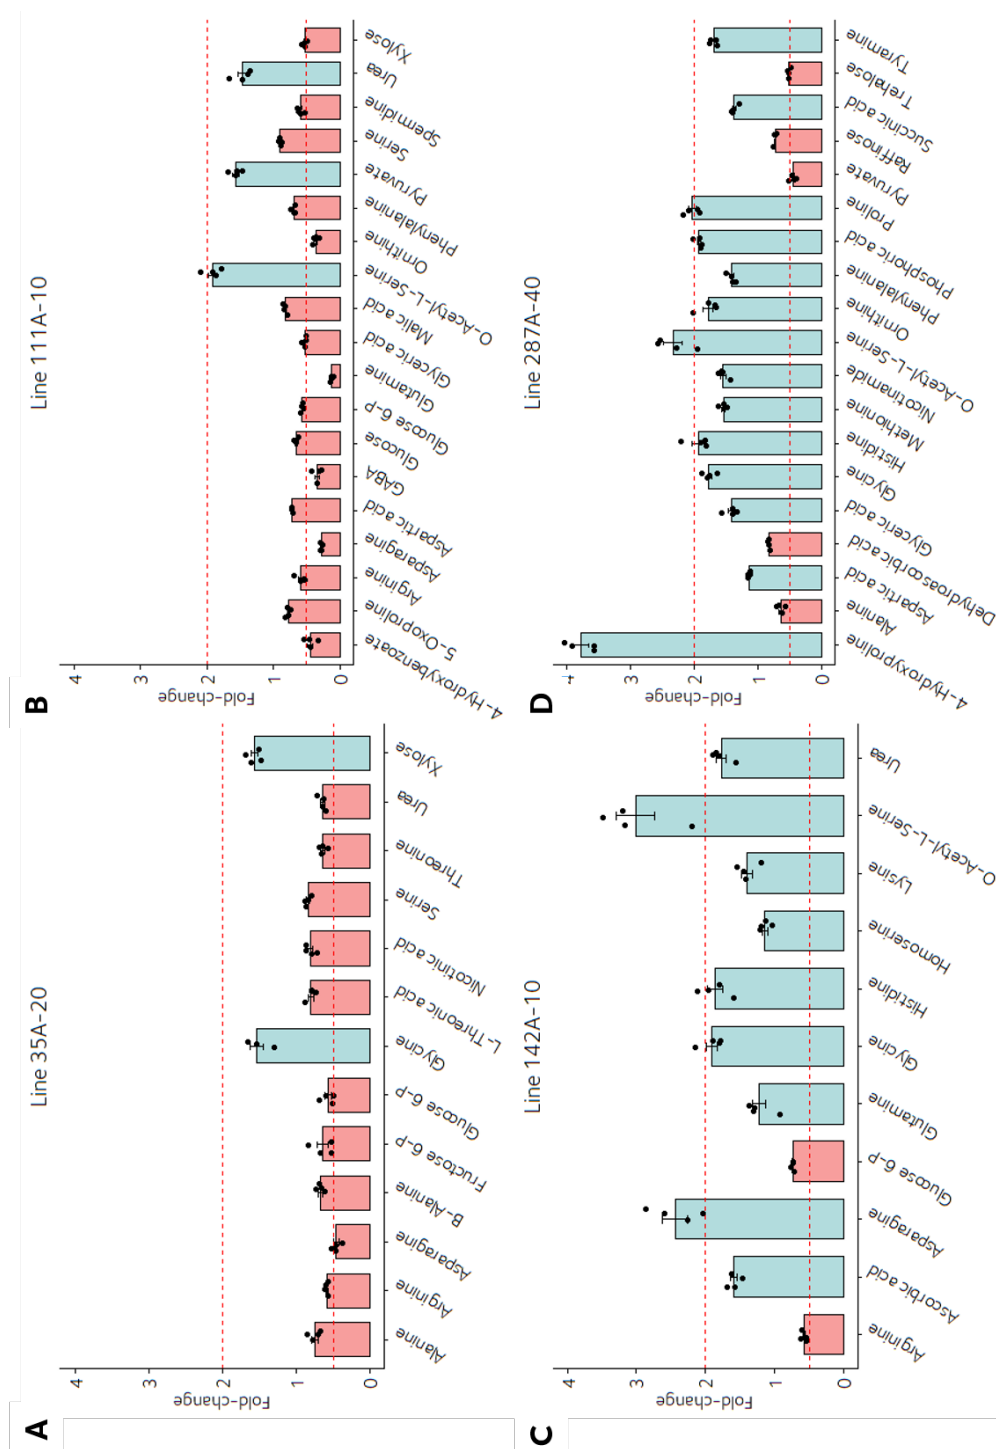 A
Line 35A-20
Fold-change
4
3
2
1
0
Alanine
Arginine
Asparagine
B-Alanine
Fructose 6-P
Glucose 6-P
Glycine
L_Threonic acid
Nicotinic acid
Serine
Threonine
Urea
Xylose
B
Line 111A-10
Fold-change
4
3
2
1
0
4-Hydroxybenzoate
5_Oxoproline
Arginine
Asparagine
Aspartic acid
GABA
Glucose
Glucose 6-P
Glutamine
Glyceric acid
Malic acid
O-Acetyl-L-Serine
Ornithine
Phenylalanine
Pyruvate
Serine
Spermidine
Urea
Xylose
C
Line 142A-10
Fold-change
4
3
2
1
0
Arginine
Ascorbic acid
Asparagine
Glucose 6-P
Glutamine
Glycine
Histidine
Homoserine
Lysine
O-Acetyl-L-Serine
Urea
D
Line 287A-40
Fold-change
4
3
2
1
0
4-Hydroxyproline
Alanine
Aspartic acid
Dehydroascorbic acid
Glyceric acid
Glycine
Histidine
Methionine
Nicotinamide
O-Acetyl-L-Serine
Ornithine
Phenylalanine
Phosphoric acid
Proline
Pyruvate
Raffinose
Succinic acid
Trehalose
Tyramine